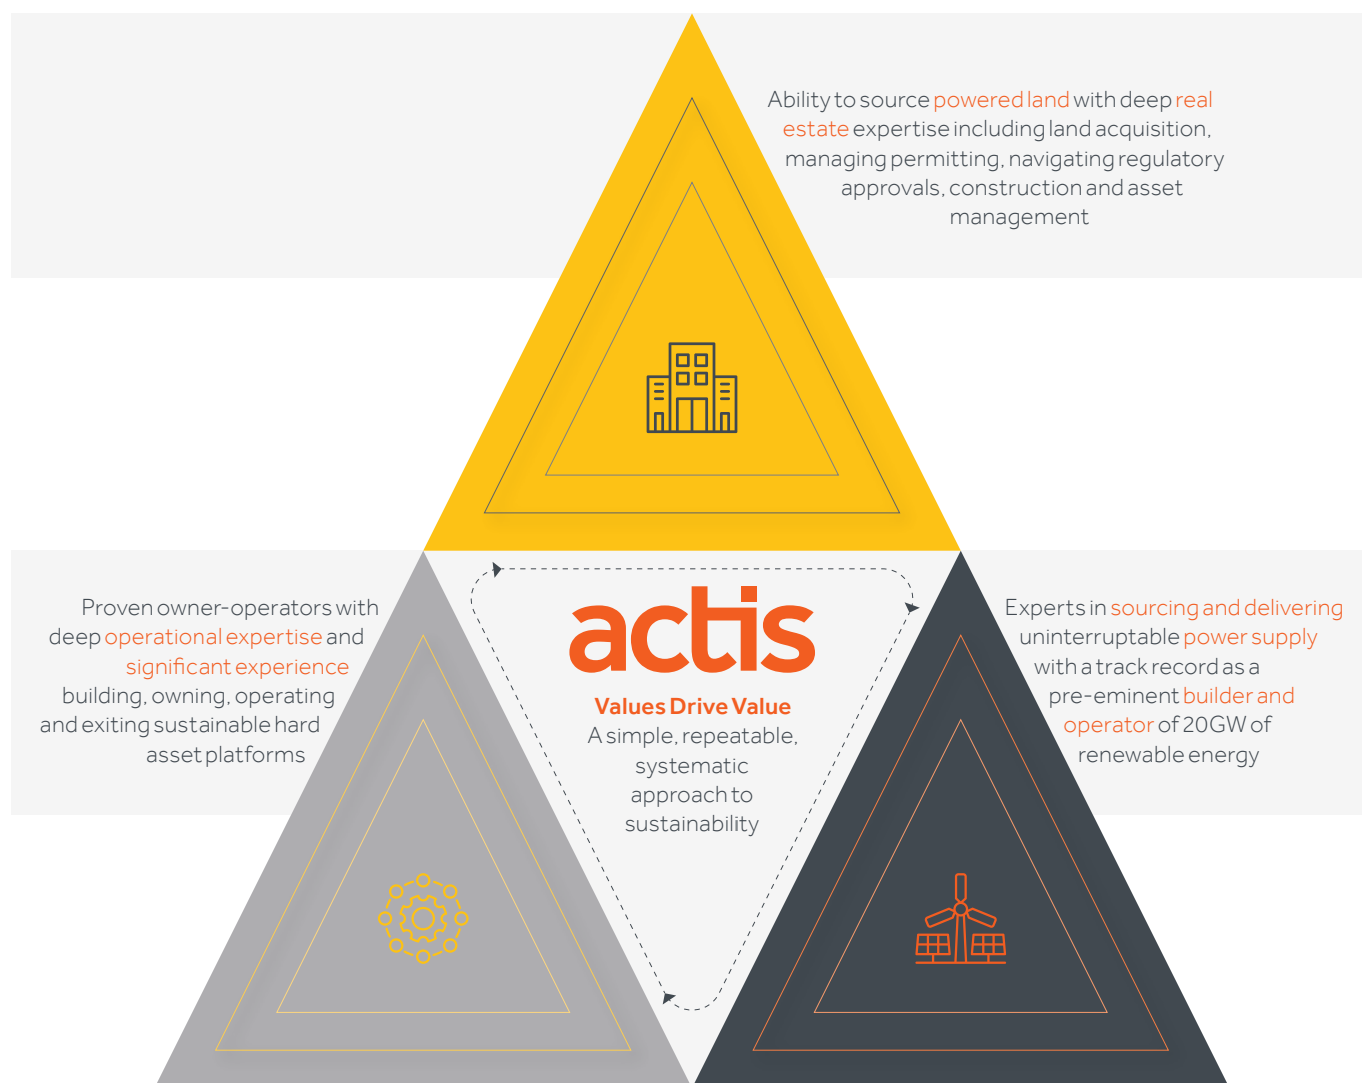 Ability to source powered land with deep real
estate expertise including land acquisition,
managing permitting, navigating regulatory
approvals, construction and asset
management
Proven owner-operators with
deep operational expertise and
significant experience
building, owning, operating
and exiting sustainable hard
asset platforms
actis
Values Drive Value
A simple, repeatable,
systematic
approach to
sustainability
Experts in sourcing and delivering
uninterruptable power supply
with a track record as a
pre-eminent builder and
operator of 20GW of
renewable energy